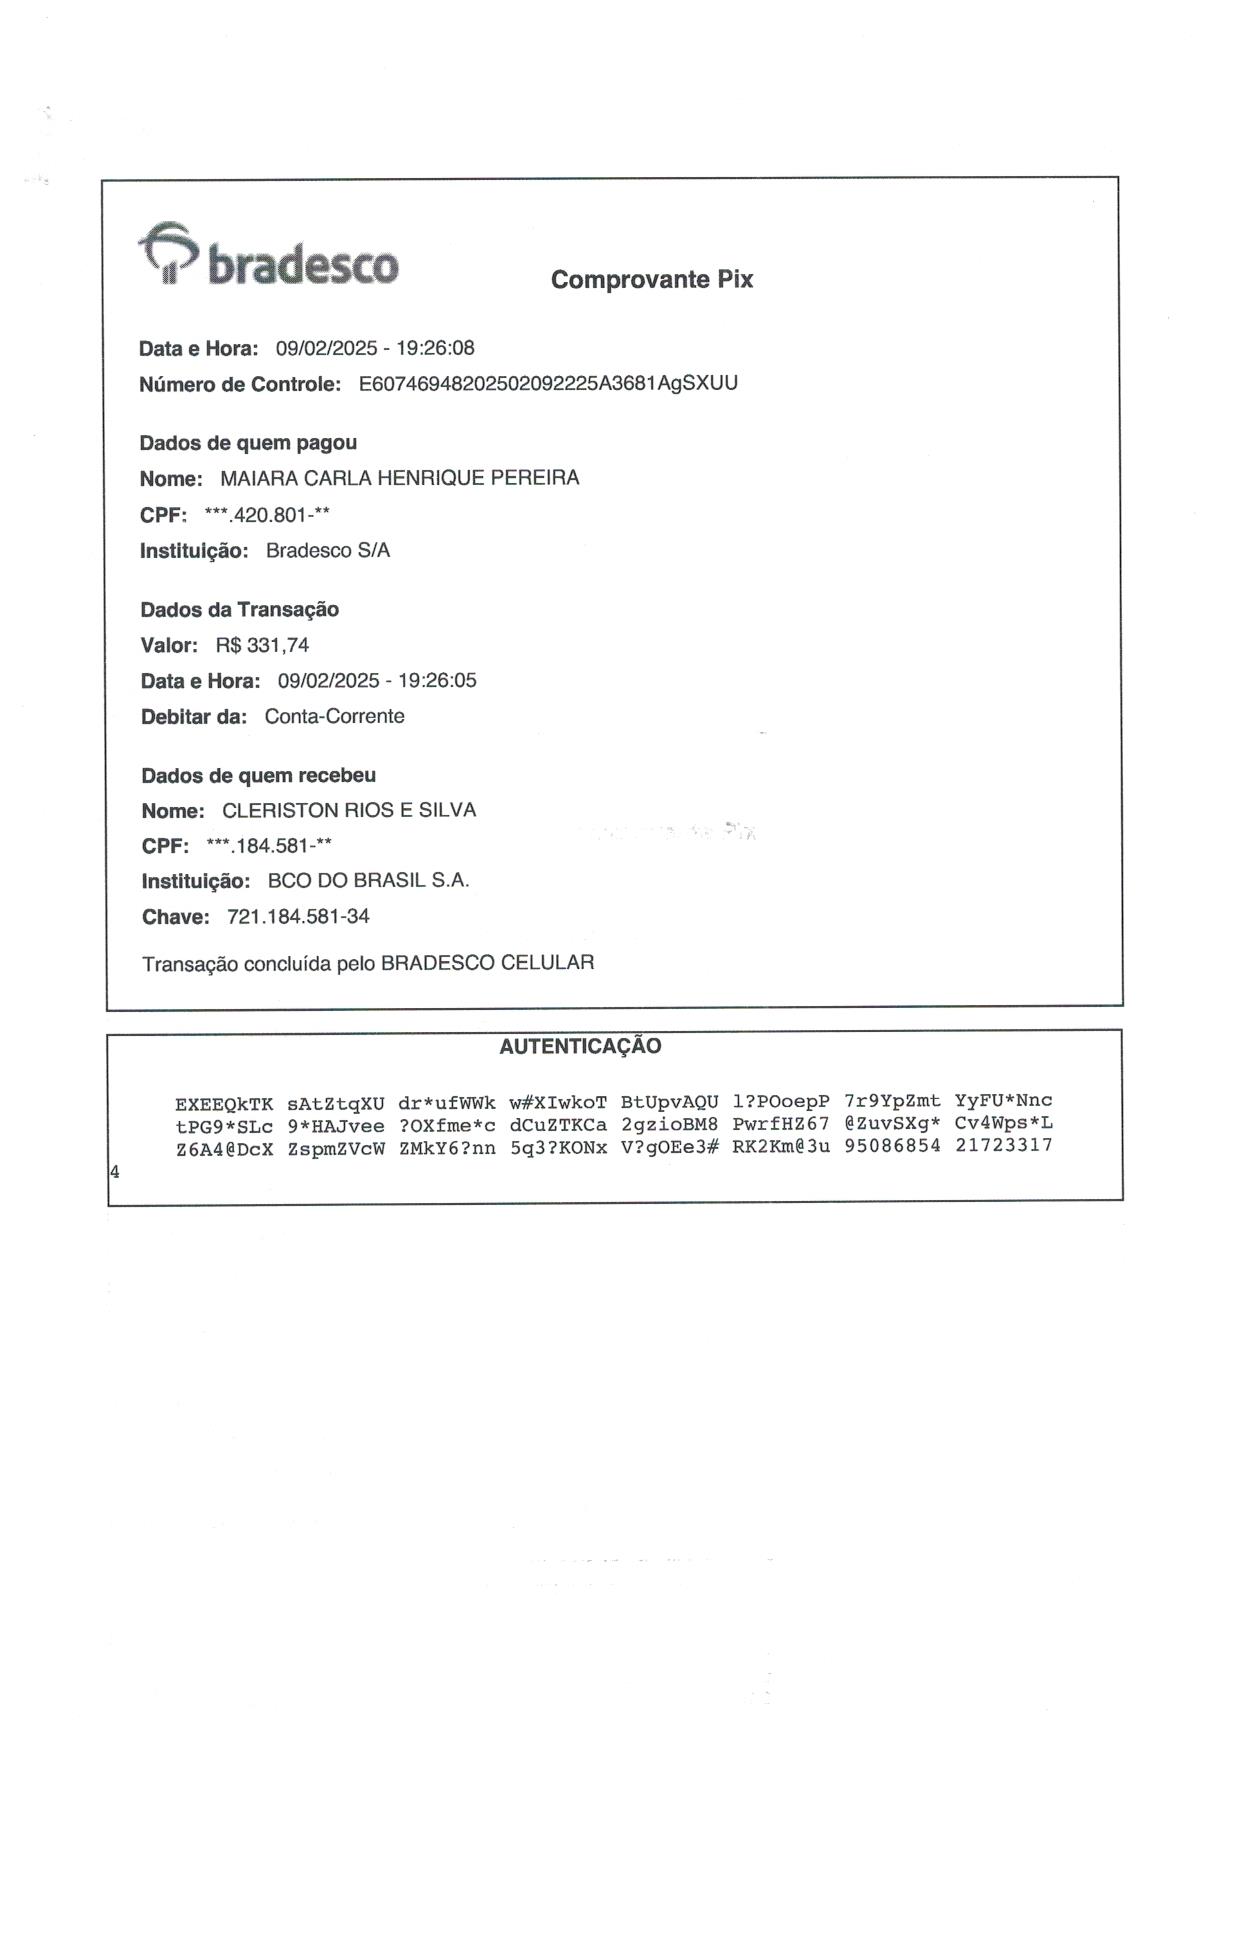 bradesco
Comprovante Pix
Data e Hora: 09/02/2025 - 19:26:08
Número de Controle: E60746948202502092225A3681AgSXUU
Dados de quem pagou
Nome: MAIARA CARLA HENRIQUE PEREIRA
CPF: ***.420.801-**
Instituição: Bradesco S/A
Dados da Transação
Valor: R$ 331,74
Data e Hora: 09/02/2025 - 19:26:05
Debitar da: Conta-Corrente
Dados de quem recebeu
Nome: CLERISTON RIOS E SILVA
CPF: ***.184.581-**
Instituição: BCO DO BRASIL S.A.
Chave: 721.184.581-34
Transação concluída pelo BRADESCO CELULAR
AUTENTICAÇÃO
EXEEQkTK sAtZtqXU dr*ufWWk w#XIwkoT BtUpvAQU l?POoepP 7r9YpZmt YyFU*Nnc
tPG9*SLc 9*HAJvee ?OXfme*c dCuZTKCa 2gzioBM8 PwrfHZ67 @ZuvSXg* Cv4Wps*L
Z6A4@DcX ZspmZVcW ZMkY6?nn 5q3?KONx V?gOEe3# RK2Km@3u 95086854 21723317
4